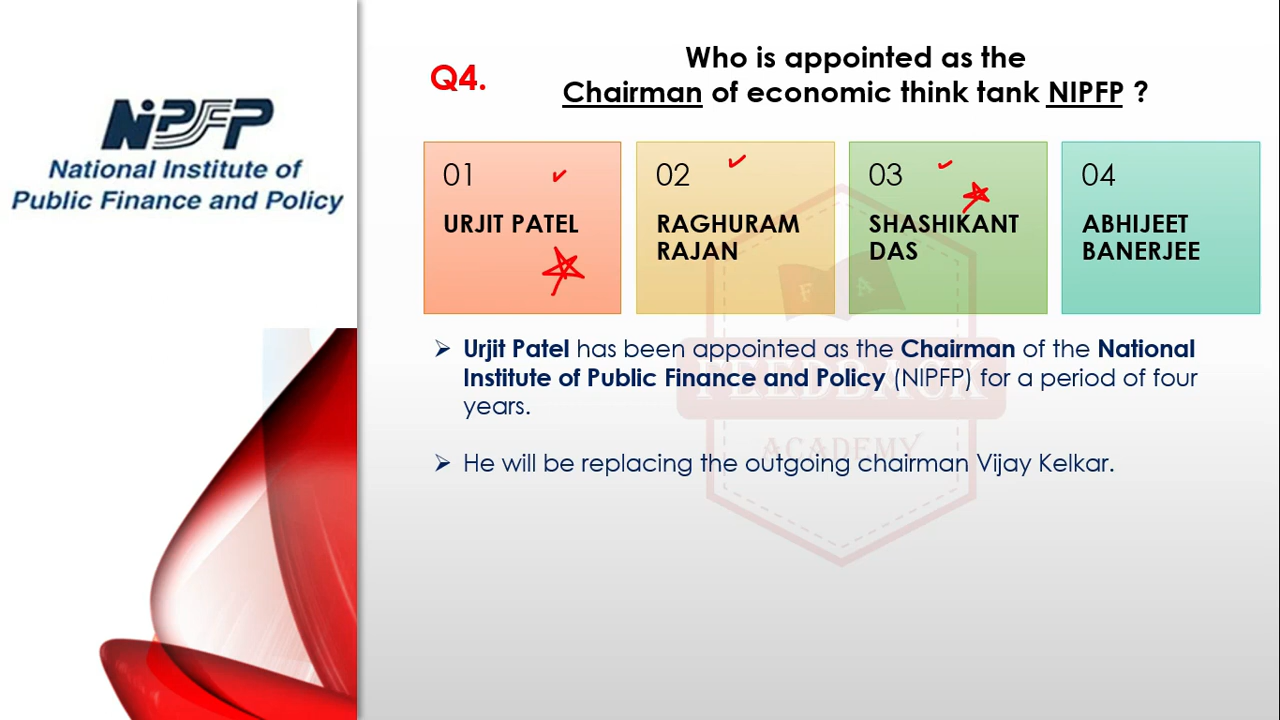 NIPFP
National Institute of
Public Finance and Policy
Q4.
Who is appointed as the
Chairman of economic think tank NIPFP ?
01
URJIT PATEL
02
RAGHURAM
RAJAN
03
SHASHIKANT
DAS
04
ABHIJEET
BANERJEE
F A
FEEDBACK
ACADEMY
➢ Urjit Patel has been appointed as the Chairman of the National
Institute of Public Finance and Policy (NIPFP) for a period of four
years.
➢ He will be replacing the outgoing chairman Vijay Kelkar.